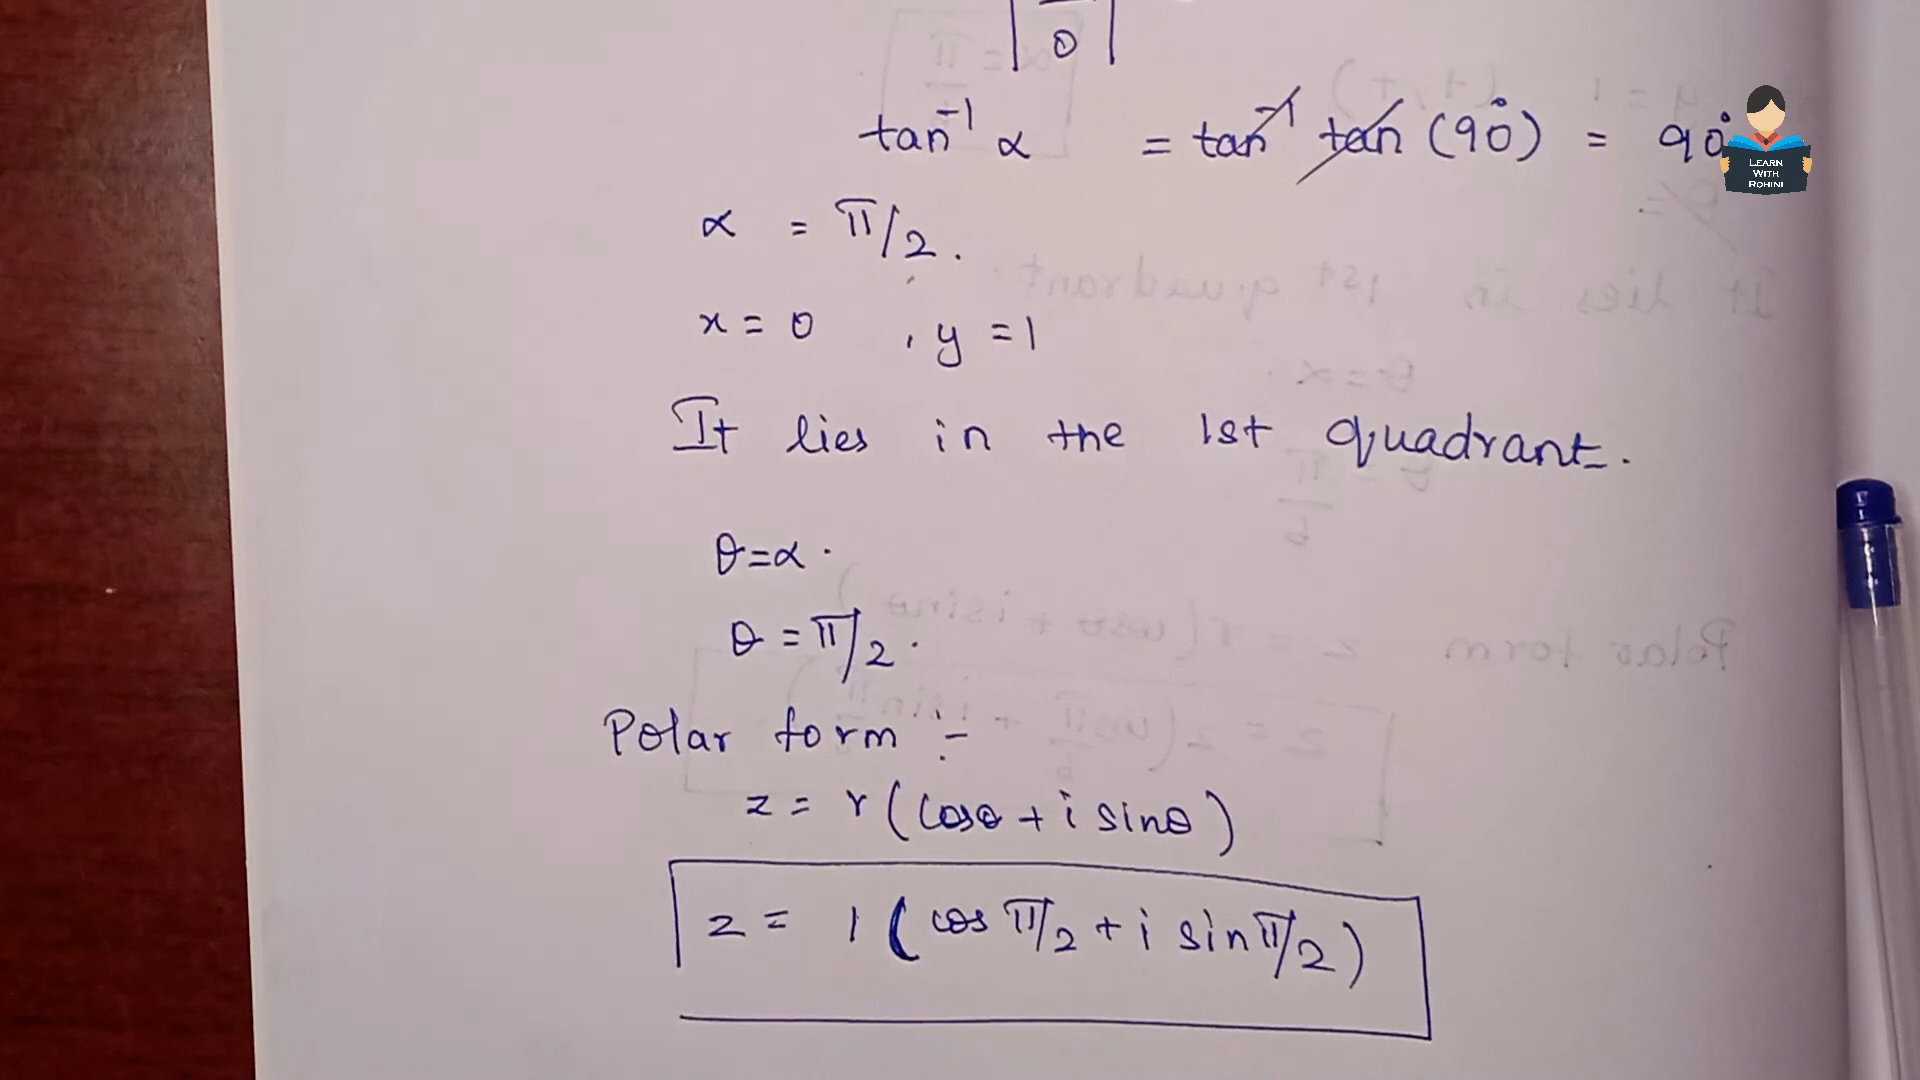 | 0 |
tan⁻¹ α = tan⁻¹ tan (90°) = 90°
LEARN
WITH
ROHINI
α = π/2.
x = 0 , y = 1
It lies in the 1st quadrant.
θ = α.
θ = π/2.
Polar form :-
z = r (cosθ + i sinθ)
z = 1 (cos π/2 + i sin π/2)